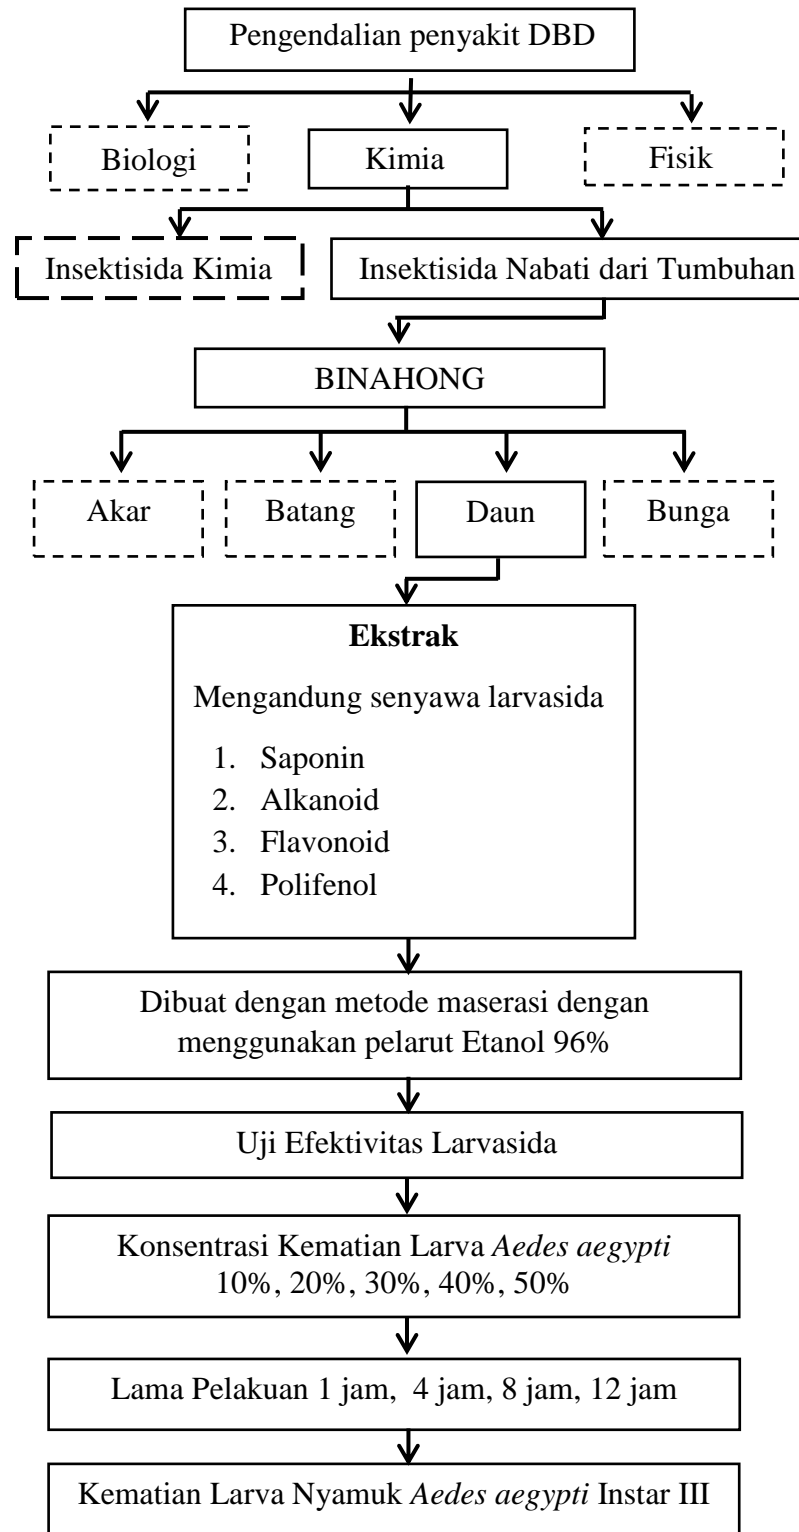 Pengendalian penyakit DBD
Biologi
Kimia
Fisik
Insektisida Kimia
Insektisida Nabati dari Tumbuhan
BINAHONG
Akar
Batang
Daun
Bunga
Ekstrak
Mengandung senyawa larvasida
1. Saponin
2. Alkanoid
3. Flavonoid
4. Polifenol
Dibuat dengan metode maserasi dengan
menggunakan pelarut Etanol 96%
Uji Efektivitas Larvasida
Konsentrasi Kematian Larva Aedes aegypti
10%, 20%, 30%, 40%, 50%
Lama Pelakuan 1 jam, 4 jam, 8 jam, 12 jam
Kematian Larva Nyamuk Aedes aegypti Instar III